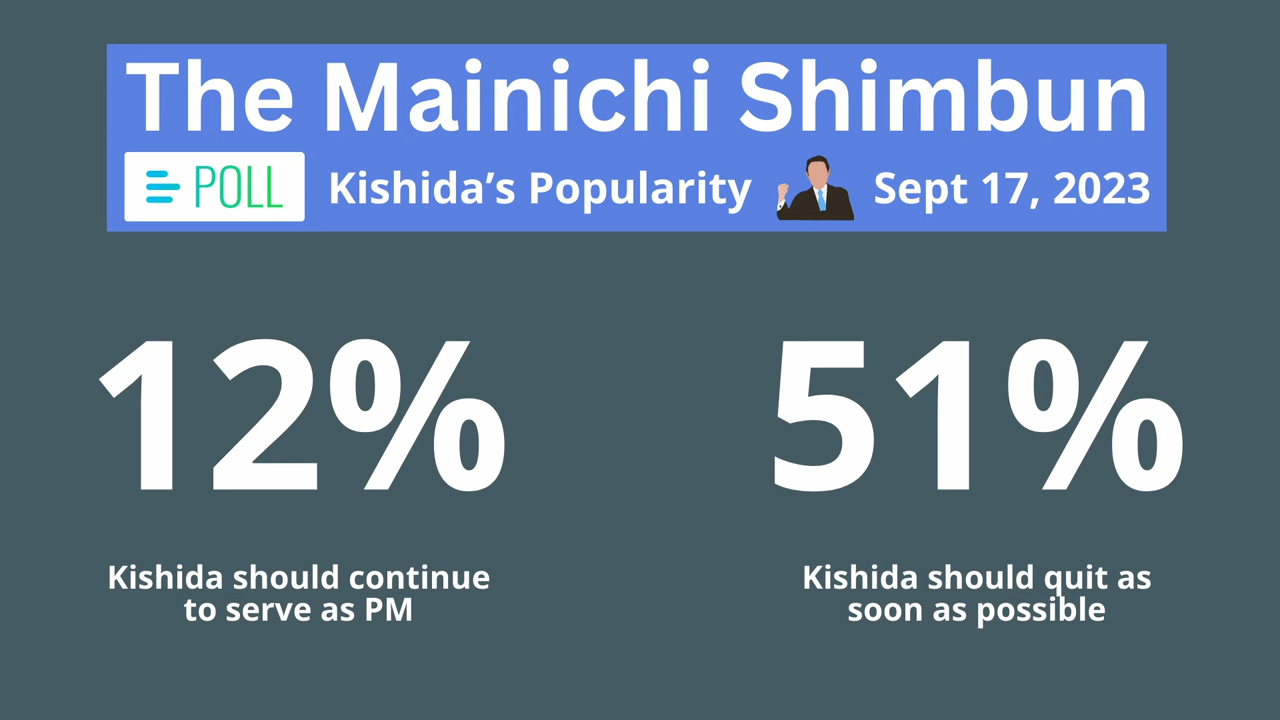 The Mainichi Shimbun
POLL
Kishida’s Popularity
Sept 17, 2023
12%
51%
Kishida should continue
to serve as PM
Kishida should quit as
soon as possible